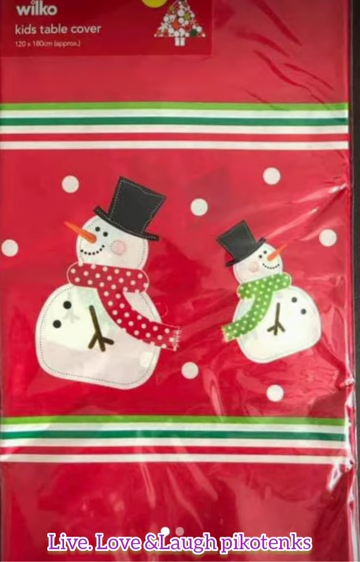 wilko
kids table cover
120 x 180cm (approx.)
Live. Love &Laugh pikotenks